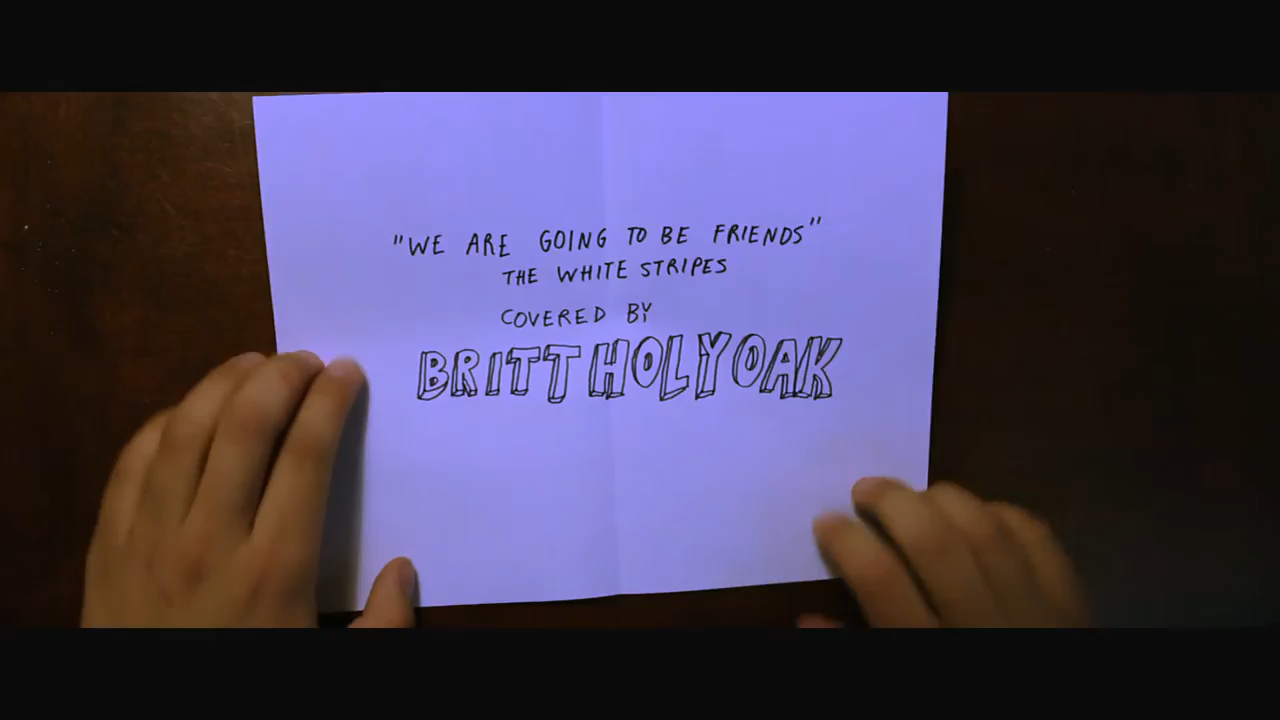 "WE ARE GOING TO BE FRIENDS"
THE WHITE STRIPES
COVERED BY
BRITT HOLYOAK